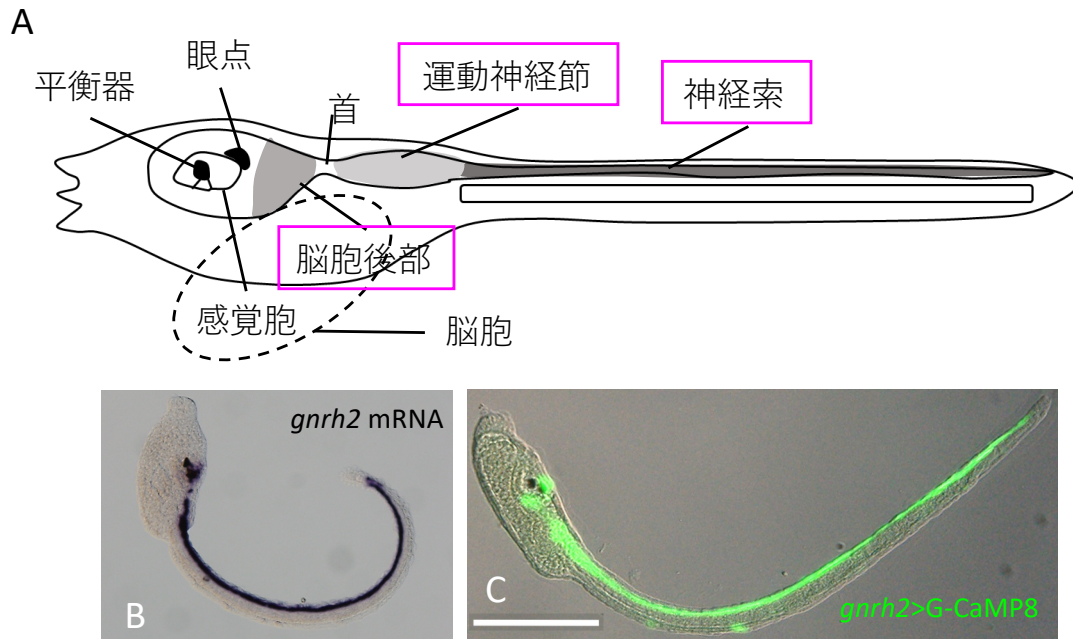 A
眼点
平衡器
首
運動神経節
神経索
脳胞後部
感覚胞
脳胞
gnrh2 mRNA
B
C
gnrh2>G-CaMP8